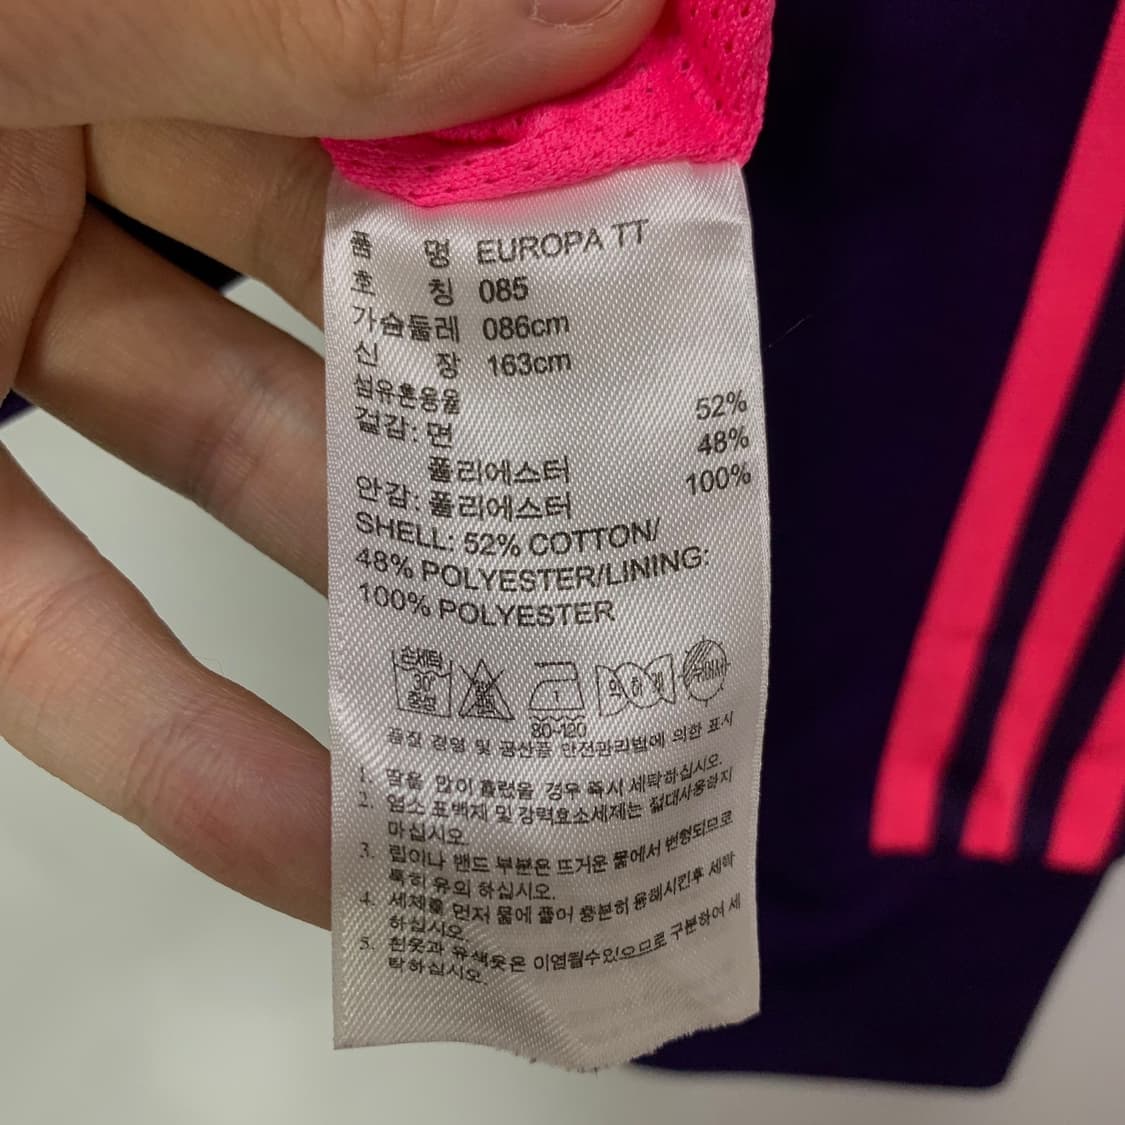 품 명 EUROPA TT
호 칭 085
가슴둘레 086cm
신 장 163cm
섬유혼용율
겉감: 면 52%
폴리에스터 48%
안감: 폴리에스터 100%
SHELL: 52% COTTON/
48% POLYESTER/LINING:
100% POLYESTER
손세탁
30°
중성
80~120
품질 경영 및 공산품 안전관리법에 의한 표시
1. 땀을 많이 흘렸을 경우 즉시 세탁하십시오.
2. 염소 표백제 및 강력효소세제는 절대사용하지
마십시오.
3. 립이나 밴드 부분은 뜨거운 물에서 변형되므로
특히 유의 하십시오.
4. 세제를 먼저 물에 풀어 충분히 용해시킨후 세탁
하십시오.
5. 흰옷과 유색옷은 이염될수있으므로 구분하여 세
탁하십시오.